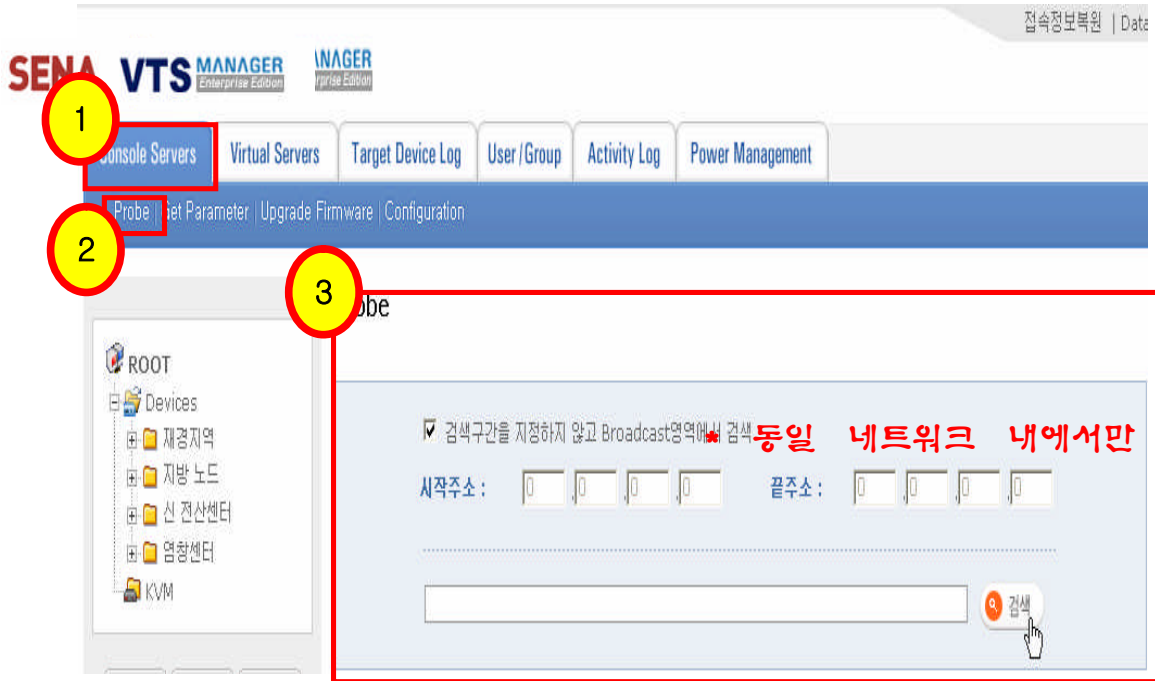 접속정보복원 | Data
SENA VTS MANAGER Enterprise Edition
1
Console Servers Virtual Servers Target Device Log User/Group Activity Log Power Management
Probe | Get Parameter | Upgrade Firmware | Configuration
2
3
ROOT
Devices
재경지역
지방 노드
신 전산센터
염창센터
KVM
검색구간을 지정하지 않고 Broadcast영역에서 검색
* 동일 네트워크 내에서만
시작주소 : 0 .0 .0 .0 끝주소 : 0 .0 .0 .0
검색